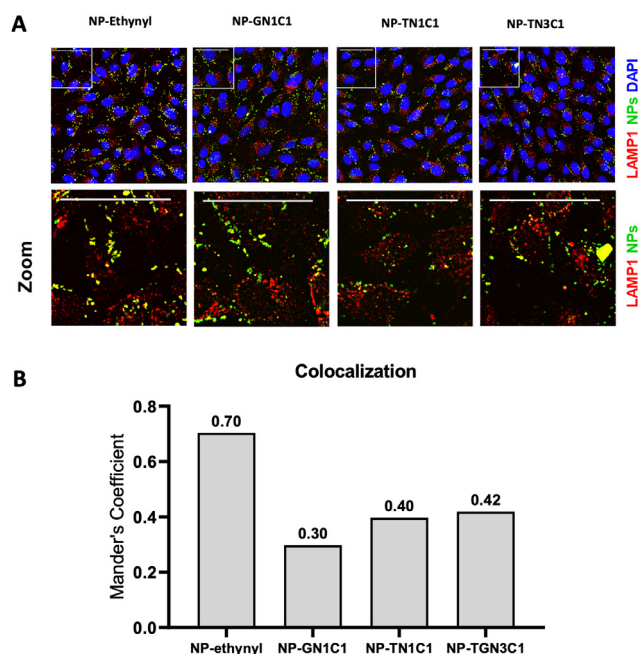 A
NP-Ethynyl NP-GN1C1 NP-TN1C1 NP-TN3C1
LAMP1 NPs DAPI
Zoom
LAMP1 NPs
B
Colocalization
Mander's Coefficient
0.8
0.6
0.4
0.2
0.0
0.70
0.30
0.40
0.42
NP-ethynyl NP-GN1C1 NP-TN1C1 NP-TGN3C1